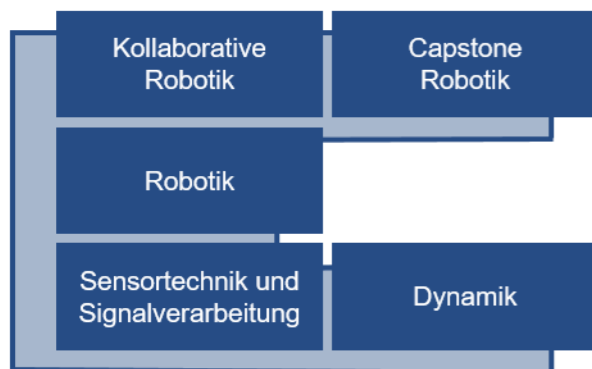 Kollaborative
Robotik
Capstone
Robotik
Robotik
Sensortechnik und
Signalverarbeitung
Dynamik